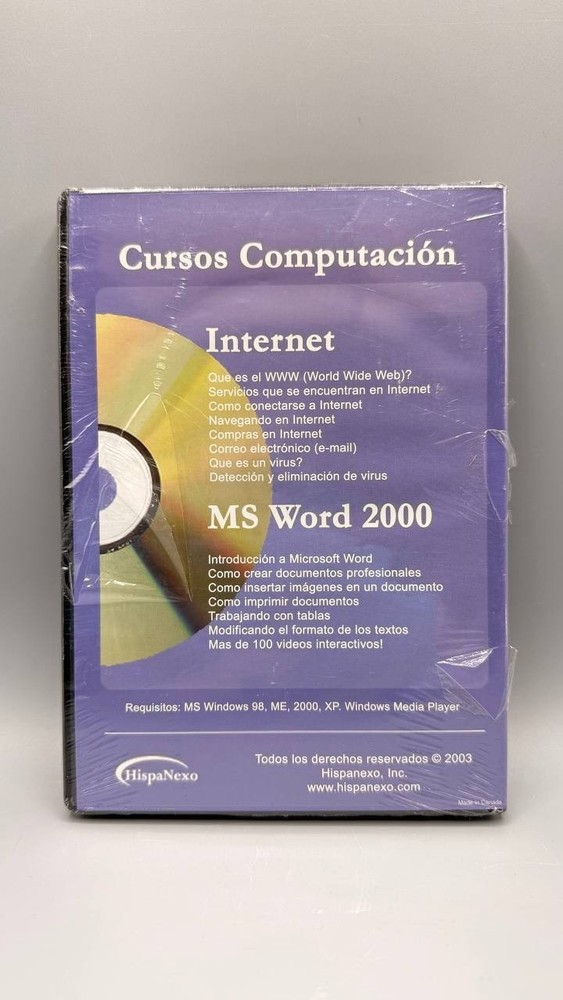 Cursos Computación
Internet
Que es el WWW (World Wide Web)?
Servicios que se encuentran en Internet
Como conectarse a Internet
Navegando en Internet
Compras en Internet
Correo electrónico (e-mail)
Que es un virus?
Detección y eliminación de virus
MS Word 2000
Introducción a Microsoft Word
Como crear documentos profesionales
Como insertar imágenes en un documento
Como imprimir documentos
Trabajando con tablas
Modificando el formato de los textos
Mas de 100 videos interactivos!
Requisitos: MS Windows 98, ME, 2000, XP. Windows Media Player
HispaNexo
Todos los derechos reservados © 2003
Hispanexo, Inc.
www.hispanexo.com
Made in Canada